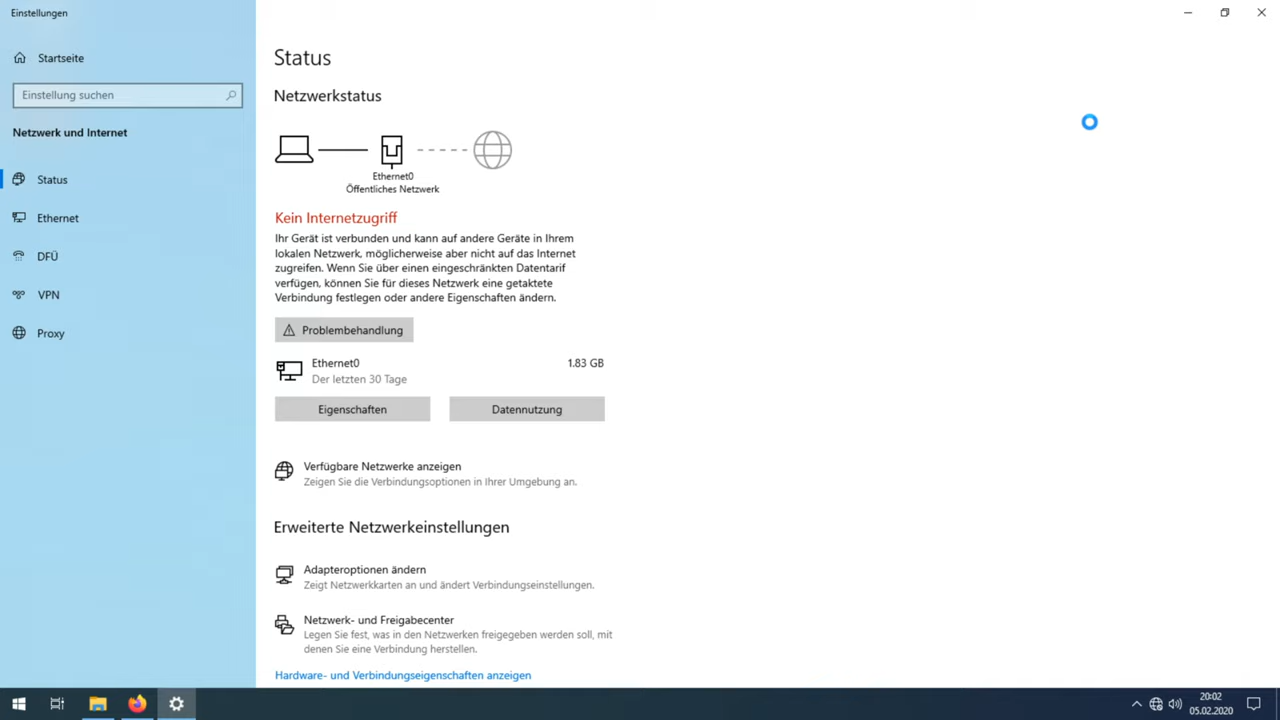 Einstellungen
Startseite
Einstellung suchen
Netzwerk und Internet
Status
Ethernet
DFÜ
VPN
Proxy
Status
Netzwerkstatus
Ethernet0
Öffentliches Netzwerk
Kein Internetzugriff
Ihr Gerät ist verbunden und kann auf andere Geräte in Ihrem
lokalen Netzwerk, möglicherweise aber nicht auf das Internet
zugreifen. Wenn Sie über einen eingeschränkten Datentarif
verfügen, können Sie für dieses Netzwerk eine getaktete
Verbindung festlegen oder andere Eigenschaften ändern.
Problembehandlung
Ethernet0 1.83 GB
Der letzten 30 Tage
Eigenschaften Datennutzung
Verfügbare Netzwerke anzeigen
Zeigen Sie die Verbindungsoptionen in Ihrer Umgebung an.
Erweiterte Netzwerkeinstellungen
Adapteroptionen ändern
Zeigt Netzwerkkarten an und ändert Verbindungseinstellungen.
Netzwerk- und Freigabecenter
Legen Sie fest, was in den Netzwerken freigegeben werden soll, mit
denen Sie eine Verbindung herstellen.
Hardware- und Verbindungseigenschaften anzeigen
20:02
05.02.2020